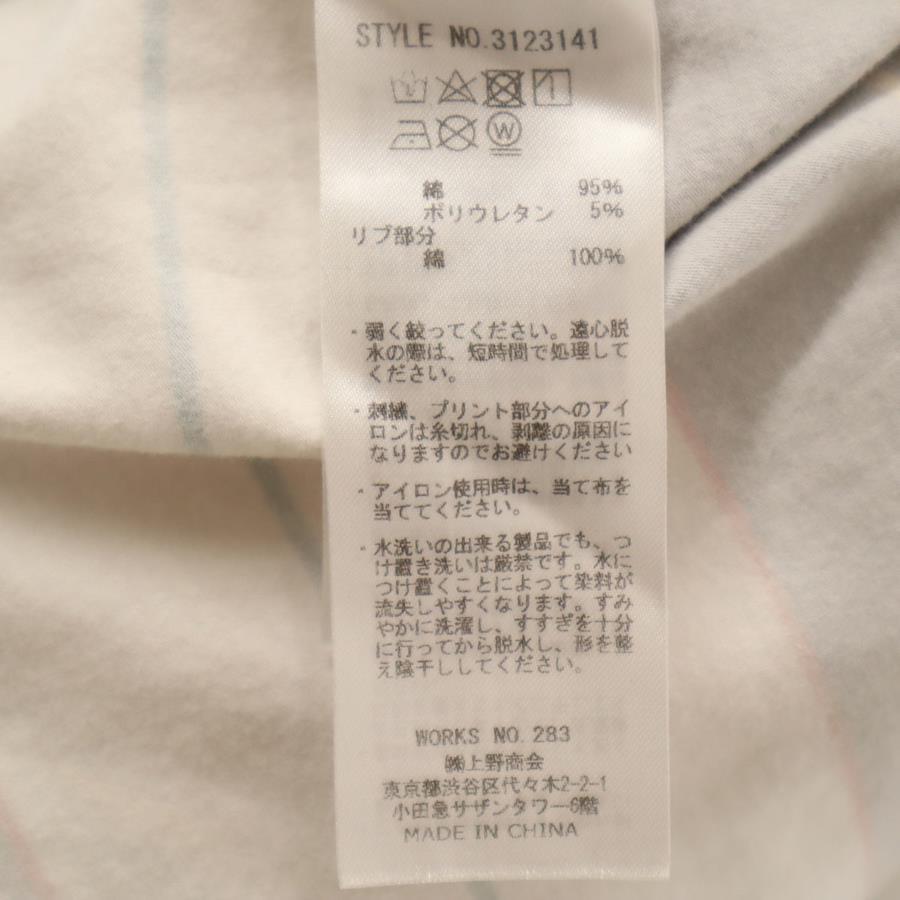 STYLE NO.3123141
W
綿 95%
ポリウレタン 5%
リブ部分
綿 100%
・弱く絞ってください。遠心脱
水の際は、短時間で処理して
ください。
・刺繍、プリント部分へのアイ
ロンは糸切れ、剥離の原因に
なりますのでお避けください
・アイロン使用時は、当て布を
当ててください。
・水洗いの出来る製品でも、つ
け置き洗いは厳禁です。水に
つけ置くことによって染料が
流失しやすくなります。すみ
やかに洗濯し、すすぎを十分
に行ってから脱水し、形を整
え陰干ししてください。
WORKS NO. 283
㈱上野商会
東京都渋谷区代々木2-2-1
小田急サザンタワー6階
MADE IN CHINA